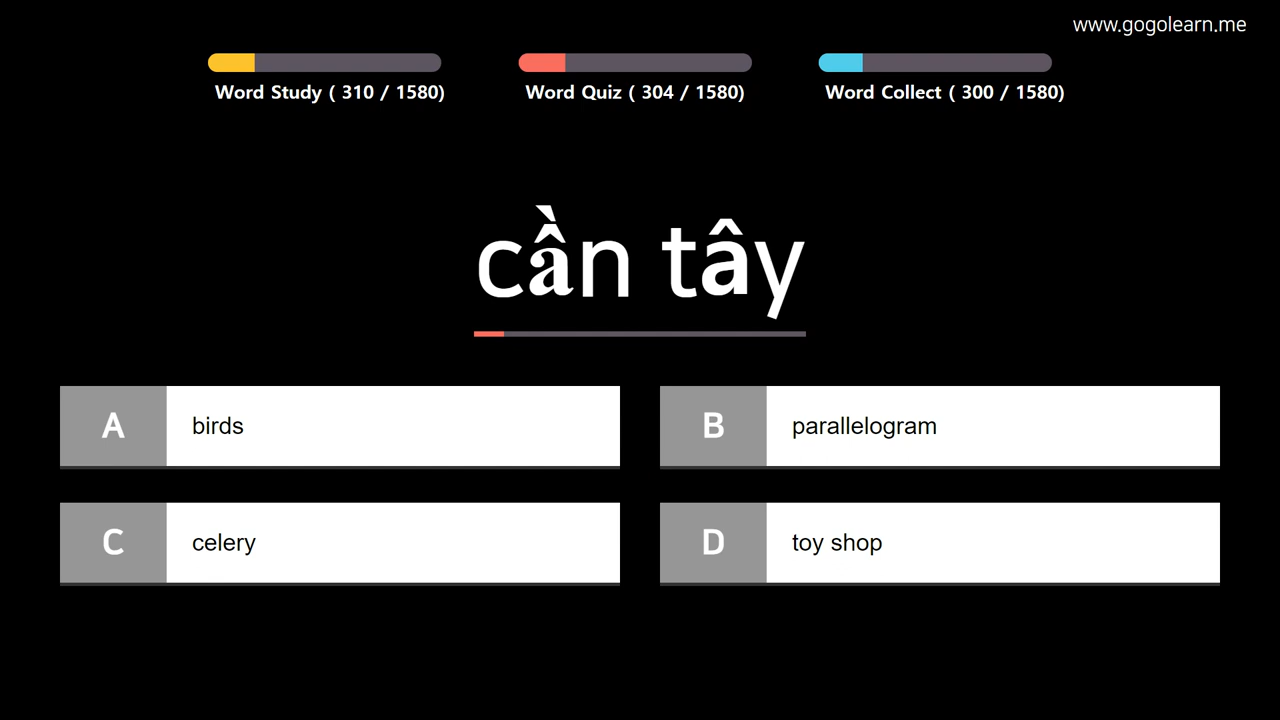 www.gogolearn.me
Word Study ( 310 / 1580)
Word Quiz ( 304 / 1580)
Word Collect ( 300 / 1580)
cần tây
A birds
B parallelogram
C celery
D toy shop